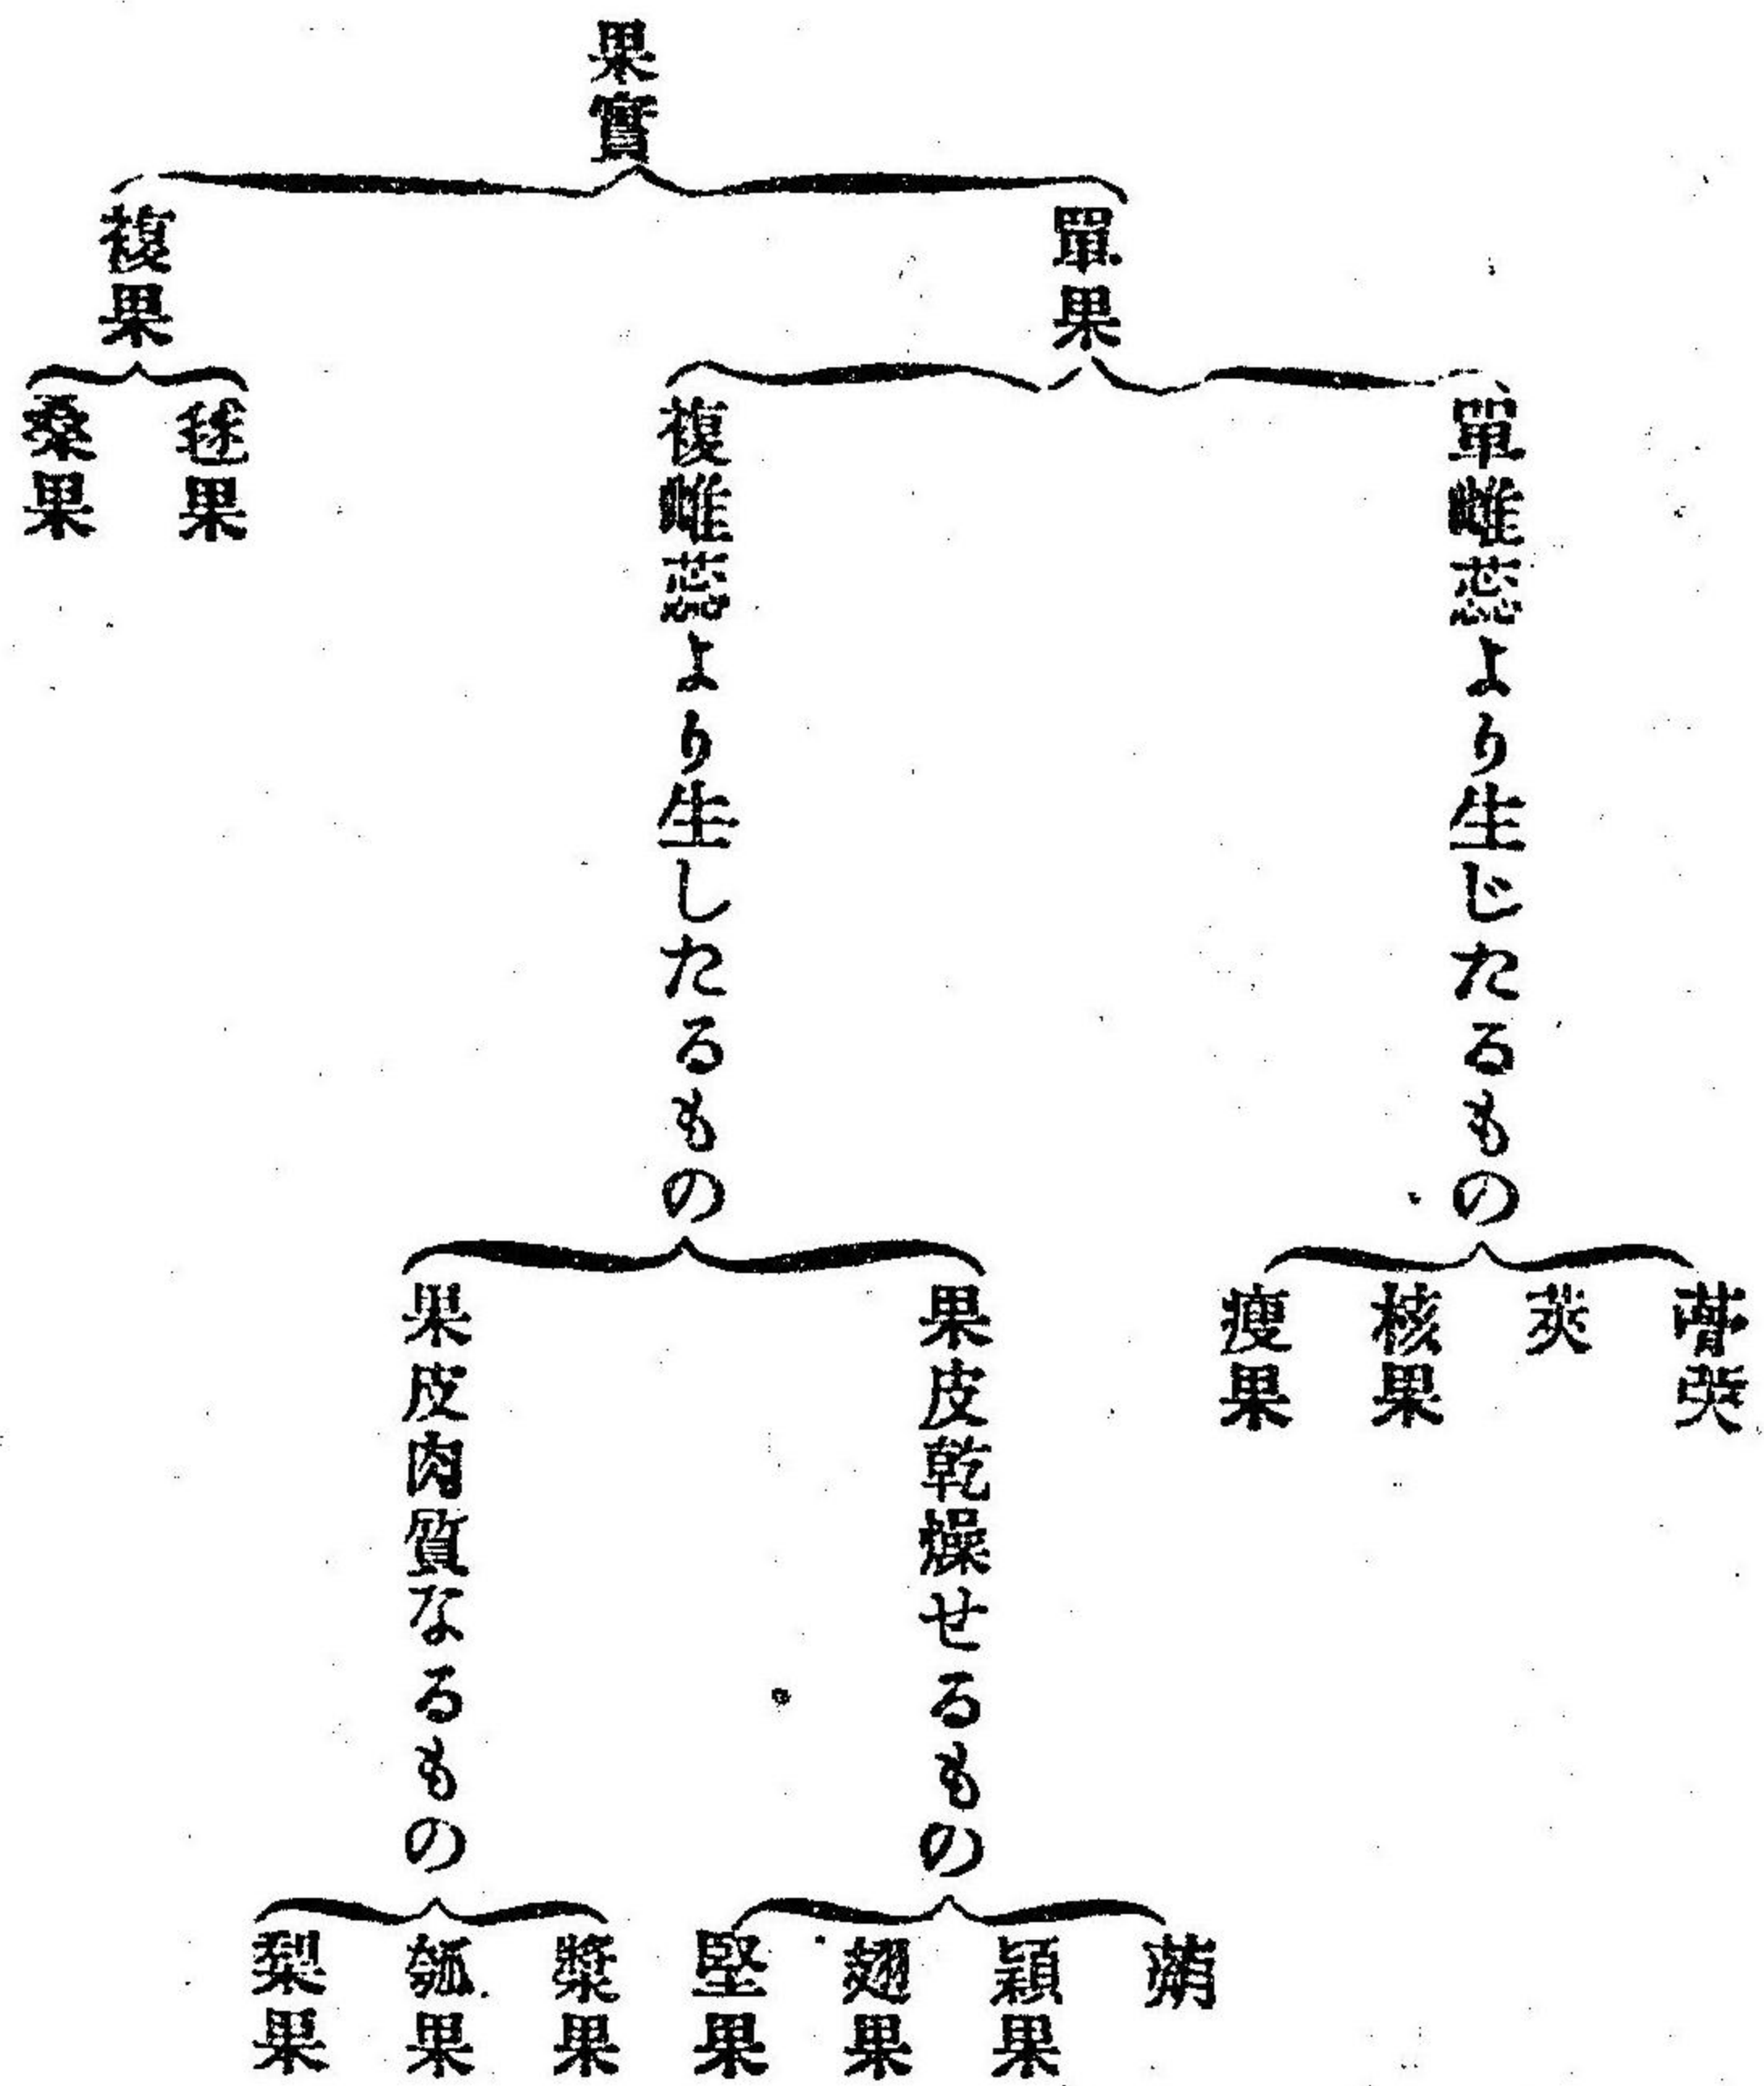 果實
單果
單雌蕊より生じたるもの
蓇葖
莢
核果
瘦果
複雌蕊より生したるもの
果皮乾燥せるもの
蒴
穎果
翅果
堅果
果皮肉質なるもの
漿果
瓠果
梨果
複果
毬果
桑果